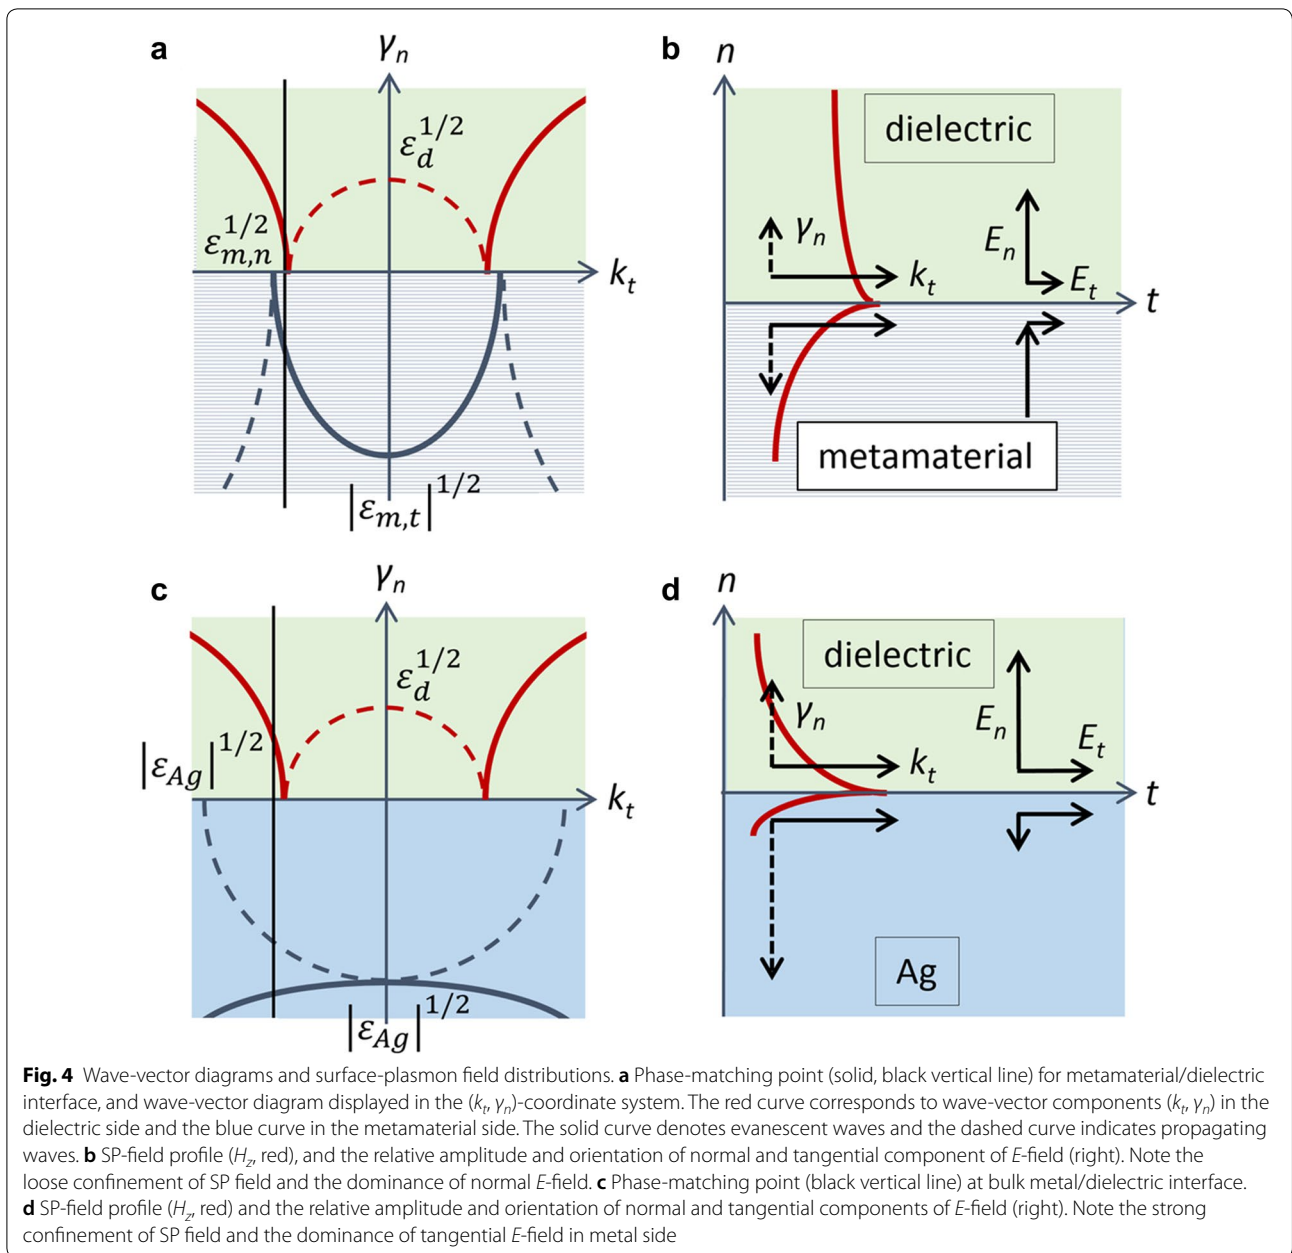 a
γn
εd^1/2
εm,n^1/2
kt
|εm,t|^1/2
b
n
dielectric
γn
kt
En
Et
t
metamaterial
c
γn
εd^1/2
|εAg|^1/2
kt
|εAg|^1/2
d
n
dielectric
γn
kt
En
Et
t
Ag
Fig. 4 Wave-vector diagrams and surface-plasmon field distributions. a Phase-matching point (solid, black vertical line) for metamaterial/dielectric
interface, and wave-vector diagram displayed in the (kt, γn)-coordinate system. The red curve corresponds to wave-vector components (kt, γn) in the
dielectric side and the blue curve in the metamaterial side. The solid curve denotes evanescent waves and the dashed curve indicates propagating
waves. b SP-field profile (Hz, red), and the relative amplitude and orientation of normal and tangential component of E-field (right). Note the
loose confinement of SP field and the dominance of normal E-field. c Phase-matching point (black vertical line) at bulk metal/dielectric interface.
d SP-field profile (Hz, red) and the relative amplitude and orientation of normal and tangential components of E-field (right). Note the strong
confinement of SP field and the dominance of tangential E-field in metal side